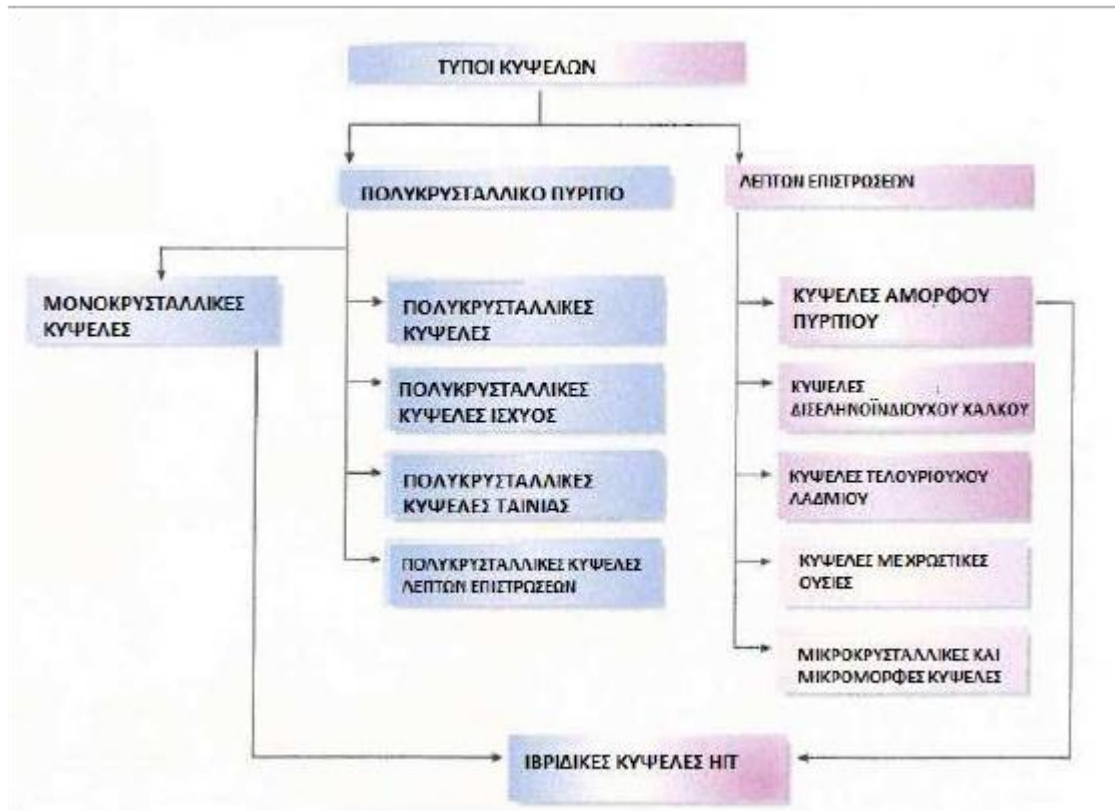 ΤΥΠΟΙ ΚΥΨΕΛΩΝ
ΠΟΛΥΚΡΥΣΤΑΛΛΙΚΟ ΠΥΡΙΤΙΟ
ΛΕΠΤΩΝ ΕΠΙΣΤΡΩΣΕΩΝ
ΜΟΝΟΚΡΥΣΤΑΛΛΙΚΕΣ
ΚΥΨΕΛΕΣ
ΠΟΛΥΚΡΥΣΤΑΛΛΙΚΕΣ
ΚΥΨΕΛΕΣ
ΠΟΛΥΚΡΥΣΤΑΛΛΙΚΕΣ
ΚΥΨΕΛΕΣ ΙΣΧΥΟΣ
ΠΟΛΥΚΡΥΣΤΑΛΛΙΚΕΣ
ΚΥΨΕΛΕΣ ΤΑΙΝΙΑΣ
ΠΟΛΥΚΡΥΣΤΑΛΛΙΚΕΣ ΚΥΨΕΛΕΣ
ΛΕΠΤΩΝ ΕΠΙΣΤΡΩΣΕΩΝ
ΚΥΨΕΛΕΣ ΑΜΟΡΦΟΥ
ΠΥΡΙΤΙΟΥ
ΚΥΨΕΛΕΣ
ΔΙΣΕΛΗΝΟΪΝΔΙΟΥΧΟΥ ΧΑΛΚΟΥ
ΚΥΨΕΛΕΣ ΤΕΛΟΥΡΙΟΥΧΟΥ
ΛΑΔΜΙΟΥ
ΚΥΨΕΛΕΣ ΜΕ ΧΡΩΣΤΙΚΕΣ
ΟΥΣΙΕΣ
ΜΙΚΡΟΚΡΥΣΤΑΛΛΙΚΕΣ ΚΑΙ
ΜΙΚΡΟΜΟΡΦΕΣ ΚΥΨΕΛΕΣ
ΙΒΡΙΔΙΚΕΣ ΚΥΨΕΛΕΣ HIT